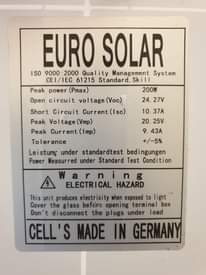 EURO SOLAR
ISO 9000:2000 Quality Management System
CEI/IEC 61215 Standard Skill
Peak power(Pmax) 200W
Open circuit voltage(Voc) 24.27V
Short Circuit Current(Isc) 10.37A
Peak Voltage(Vmp) 20.25V
Peak Current(Imp) 9.43A
Tolerance +/-5%
Leistung under standardtest bedingongen
Power Measured under Standard Test Condition
Warning
ELECTRICAL HAZARD
This unit produces electricity when exposed to light
Cover the glass before opening terminal box
Don't disconnect the plugs under load
CELL'S MADE IN GERMANY